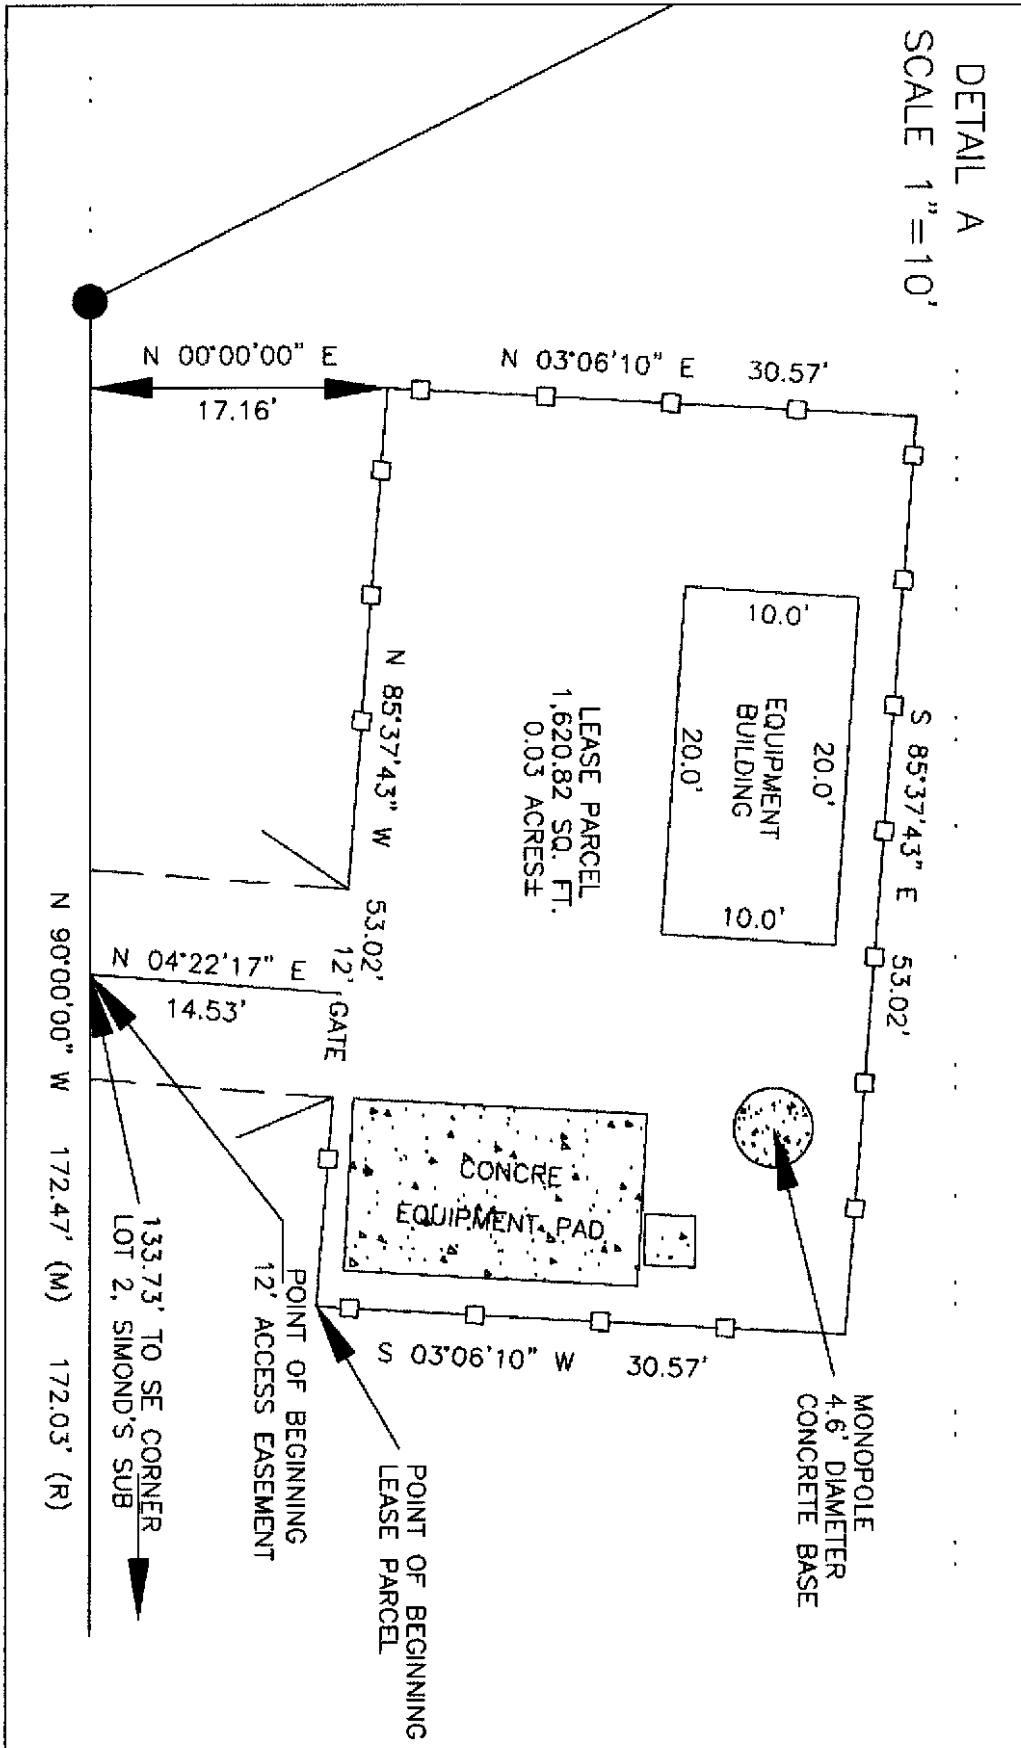 DETAIL A
SCALE 1"=10'
N 00°00'00" E
17.16'
N 03°06'10" E 30.57'
S 85°37'43" E 53.02'
10.0'
20.0'
EQUIPMENT
BUILDING
20.0'
10.0'
LEASE PARCEL
1,620.82 SQ. FT.
0.03 ACRES±
N 85°37'43" W 53.02'
12' GATE
N 04°22'17" E
14.53'
CONCRE
EQUIPMENT PAD
S 03°06'10" W 30.57'
MONOPOLE
4.6' DIAMETER
CONCRETE BASE
POINT OF BEGINNING
LEASE PARCEL
POINT OF BEGINNING
12' ACCESS EASEMENT
133.73' TO SE CORNER
LOT 2, SIMOND'S SUB
N 90°00'00" W 172.47' (M) 172.03' (R)